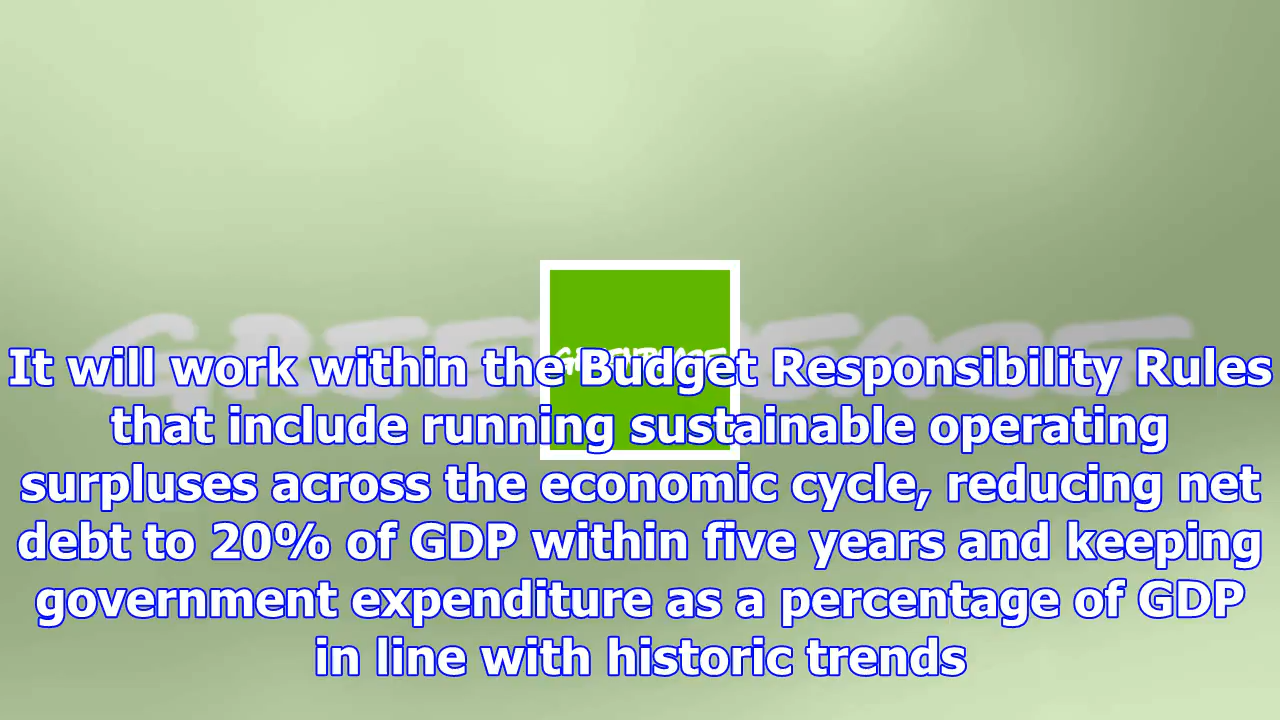 GREENPEACE
GREENPEACE
It will work within the Budget Responsibility Rules
that include running sustainable operating
surpluses across the economic cycle, reducing net
debt to 20% of GDP within five years and keeping
government expenditure as a percentage of GDP
in line with historic trends